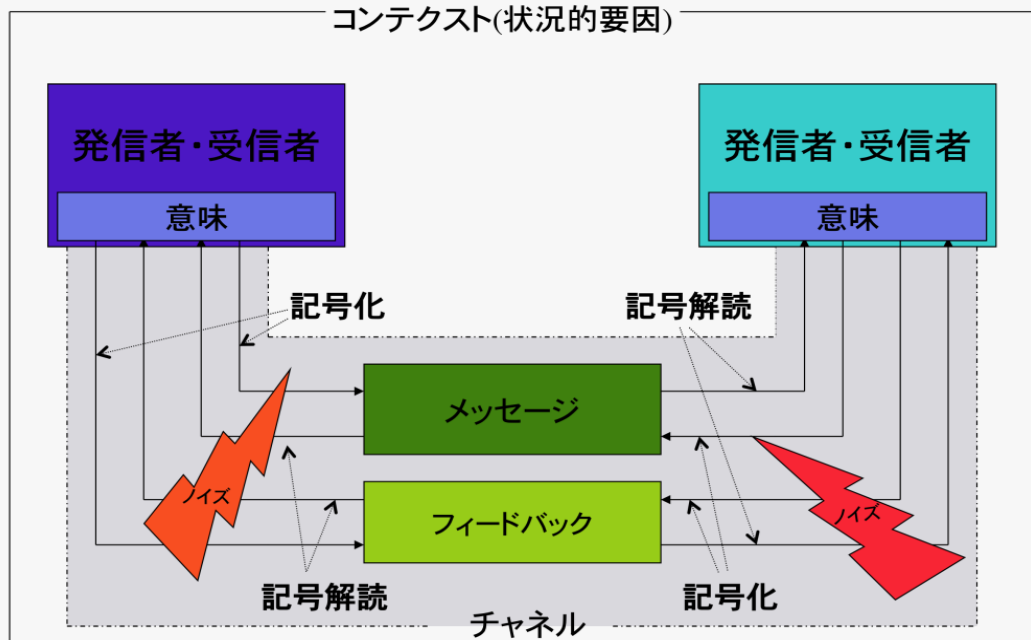 コンテクスト(状況的要因)
発信者・受信者
意味
発信者・受信者
意味
記号化
記号解読
メッセージ
ノイズ
フィードバック
ノイズ
記号解読
記号化
チャネル